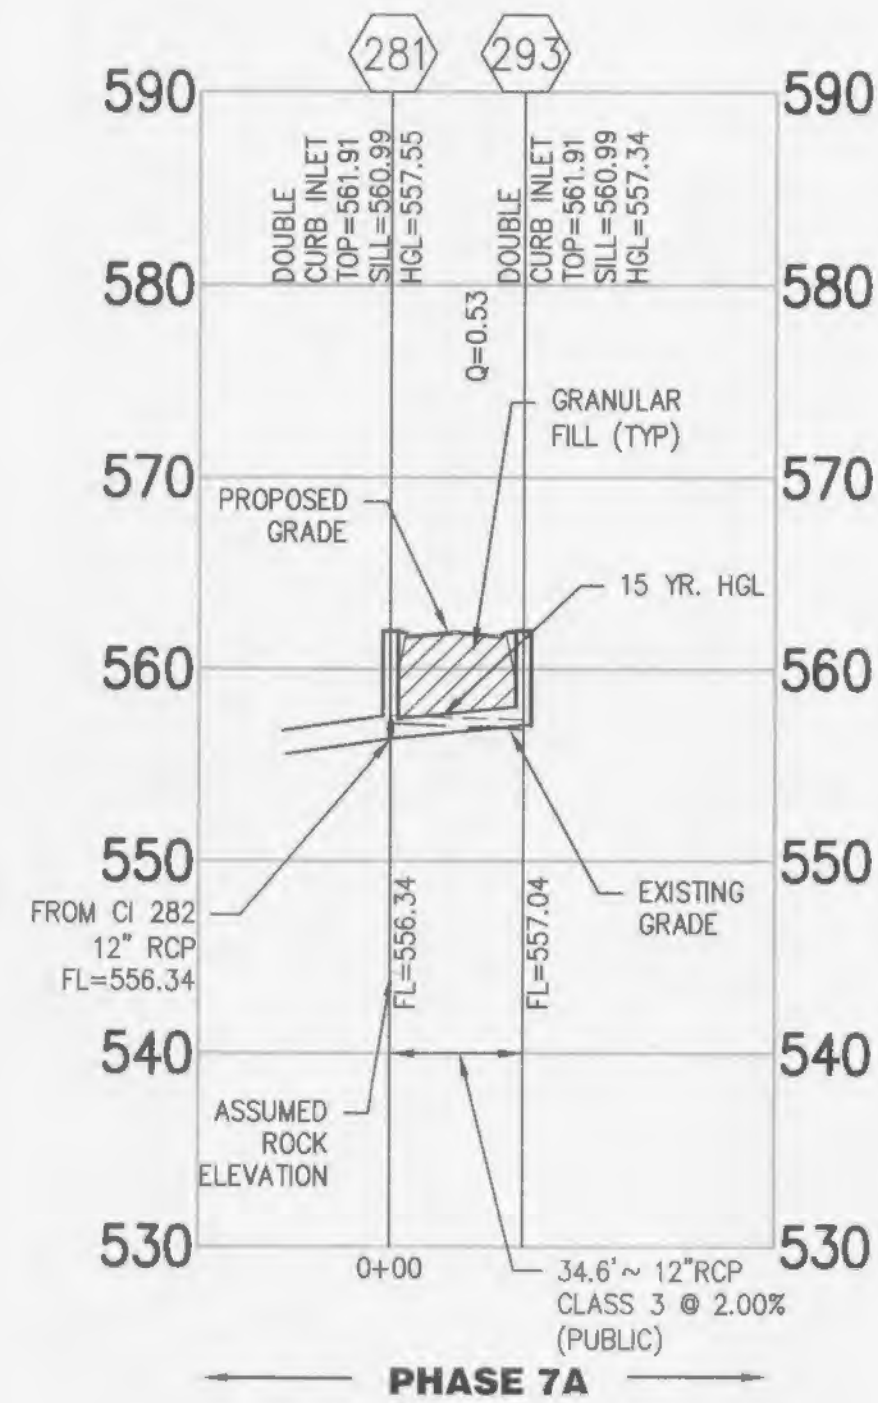 281
293
590
590
DOUBLE
CURB INLET
TOP=561.91
SILL=560.99
HGL=557.55
DOUBLE
CURB INLET
TOP=561.91
SILL=560.99
HGL=557.34
580
580
Q=0.53
GRANULAR
FILL (TYP)
570
570
PROPOSED
GRADE
15 YR. HGL
560
560
550
550
FROM CI 282
12" RCP
FL=556.34
FL=556.34
FL=557.04
EXISTING
GRADE
540
540
ASSUMED
ROCK
ELEVATION
530
530
0+00
34.6'~ 12"RCP
CLASS 3 @ 2.00%
(PUBLIC)
PHASE 7A